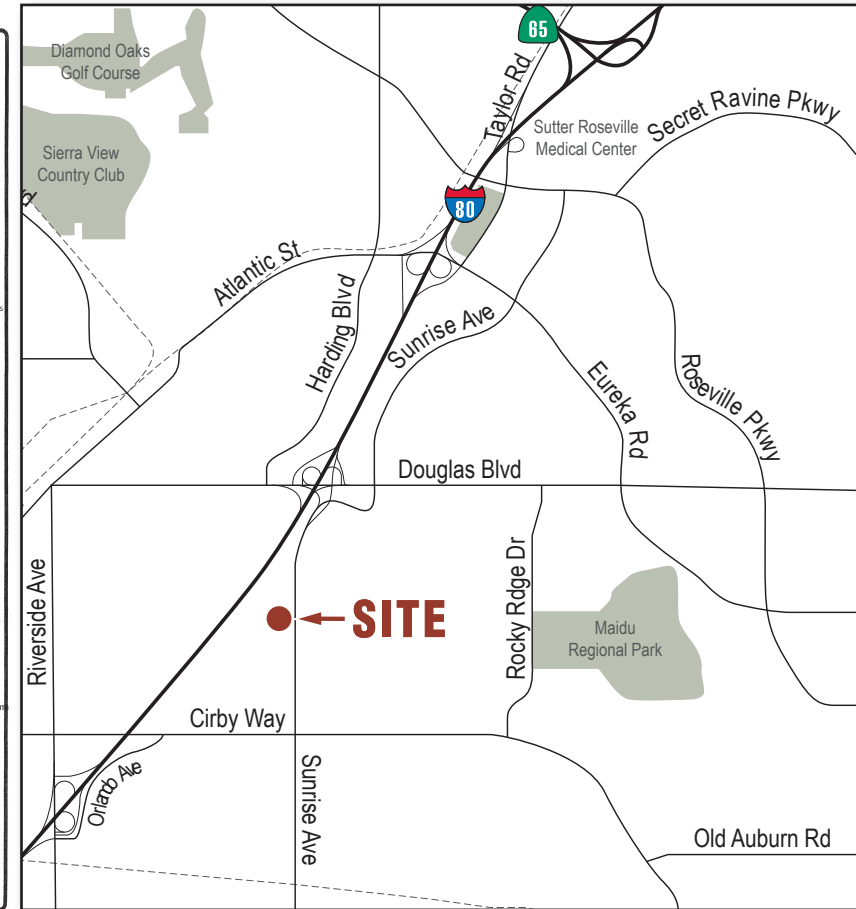 65
Diamond Oaks
Golf Course
Taylor Rd
Secret Ravine Pkwy
Sutter Roseville
Medical Center
Sierra View
Country Club
80
Atlantic St
Harding Blvd
Sunrise Ave
Eureka Rd
Roseville Pkwy
Douglas Blvd
Riverside Ave
Rocky Rdge Dr
SITE
Maidu
Regional Park
Cirby Way
Orlando Ave
Sunrise Ave
Old Auburn Rd